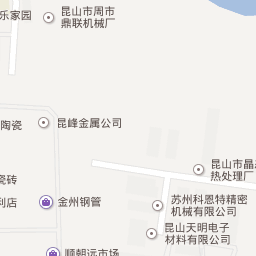 乐家园
昆山市周市
鼎联机械厂
陶瓷
昆峰金属公司
昆山市晶
热处理厂
瓷砖
利店
金州钢管
苏州科恩特精密
机械有限公司
昆山天明电子
材料有限公司
顺朝远市场